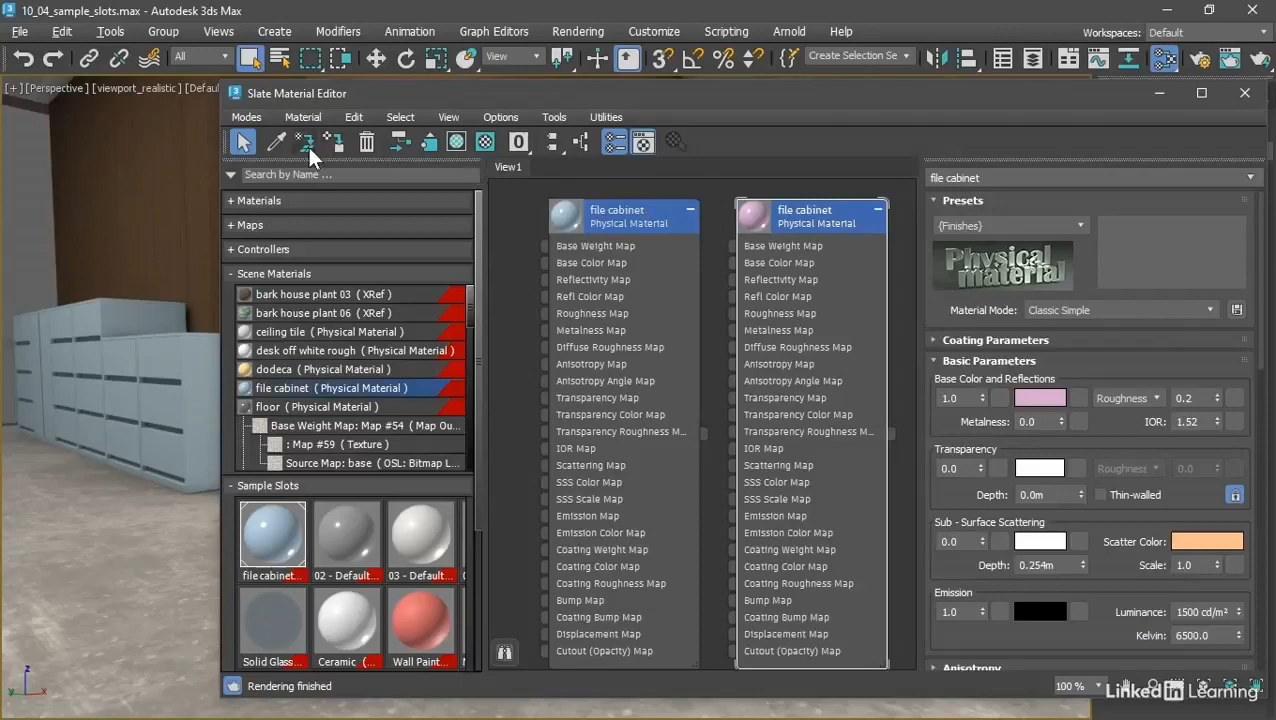 10_04_sample_slots.max - Autodesk 3ds Max
File Edit Tools Group Views Create Modifiers Animation Graph Editors Rendering Customize Scripting Arnold Help
Workspaces: Default
All View Create Selection Se
[+] [Perspective] [viewport_realistic] [Defau
Slate Material Editor
Modes Material Edit Select View Options Tools Utilities
Search by Name ...
View1
file cabinet
+ Materials
+ Maps
+ Controllers
- Scene Materials
bark house plant 03 ( XRef )
bark house plant 06 ( XRef )
ceiling tile ( Physical Material )
desk off white rough ( Physical Material )
dodeca ( Physical Material )
file cabinet ( Physical Material )
floor ( Physical Material )
Base Weight Map: Map #54 ( Map Ou...
: Map #59 ( Texture )
Source Map: base ( OSL: Bitmap L...
- Sample Slots
file cabinet...
02 - Default...
03 - Default...
Solid Glass...
Ceramic (...
Wall Paint...
file cabinet
Physical Material
Base Weight Map
Base Color Map
Reflectivity Map
Refl Color Map
Roughness Map
Metalness Map
Diffuse Roughness Map
Anisotropy Map
Anisotropy Angle Map
Transparency Map
Transparency Color Map
Transparency Roughness M...
IOR Map
Scattering Map
SSS Color Map
SSS Scale Map
Emission Map
Emission Color Map
Coating Weight Map
Coating Color Map
Coating Roughness Map
Bump Map
Coating Bump Map
Displacement Map
Cutout (Opacity) Map
file cabinet
Physical Material
Base Weight Map
Base Color Map
Reflectivity Map
Refl Color Map
Roughness Map
Metalness Map
Diffuse Roughness Map
Anisotropy Map
Anisotropy Angle Map
Transparency Map
Transparency Color Map
Transparency Roughness M...
IOR Map
Scattering Map
SSS Color Map
SSS Scale Map
Emission Map
Emission Color Map
Coating Weight Map
Coating Color Map
Coating Roughness Map
Bump Map
Coating Bump Map
Displacement Map
Cutout (Opacity) Map
Presets
{Finishes}
Physical material
Material Mode: Classic Simple
Coating Parameters
Basic Parameters
Base Color and Reflections
1.0 Roughness 0.2
Metalness: 0.0 IOR: 1.52
Transparency
0.0 Roughness 0.0
Depth: 0.0m Thin-walled
Sub - Surface Scattering
0.0 Scatter Color:
Depth: 0.254m Scale: 1.0
Emission
1.0 Luminance: 1500 cd/m²
Kelvin: 6500.0
Anisotropy
Rendering finished
100 %
LinkedIn Learning
z
y
x